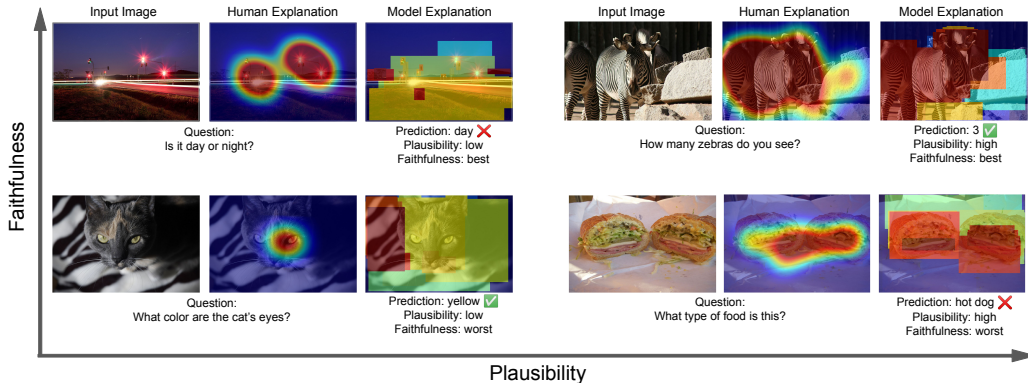 Input Image Human Explanation Model Explanation
Question:
Is it day or night?
Prediction: day ❌
Plausibility: low
Faithfulness: best
Input Image Human Explanation Model Explanation
Question:
How many zebras do you see?
Prediction: 3 ✅
Plausibility: high
Faithfulness: best
Faithfulness
Question:
What color are the cat's eyes?
Prediction: yellow ✅
Plausibility: low
Faithfulness: worst
Question:
What type of food is this?
Prediction: hot dog ❌
Plausibility: high
Faithfulness: worst
Plausibility